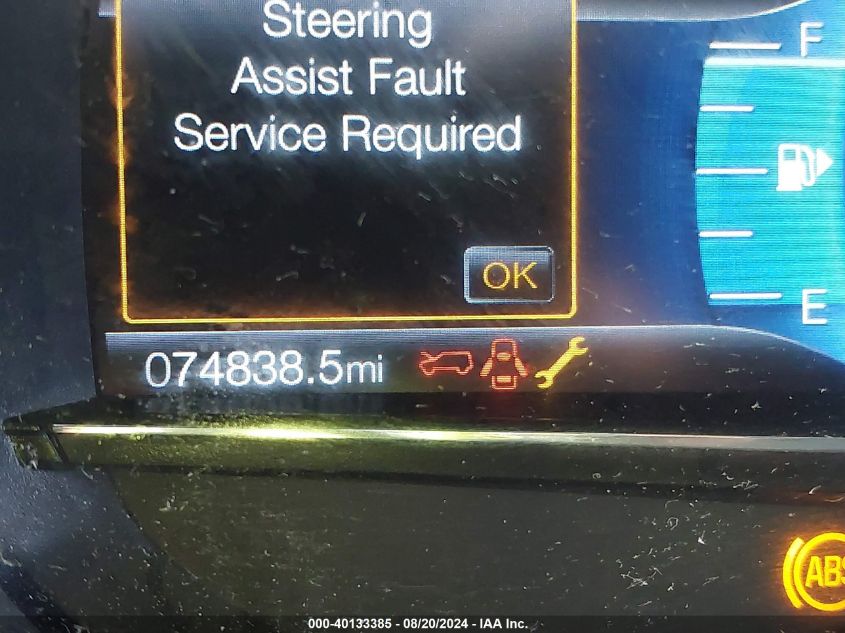 Steering
Assist Fault
Service Required
OK
F
E
074838.5mi
ABS
000-40133385 - 08/20/2024 - IAA Inc.